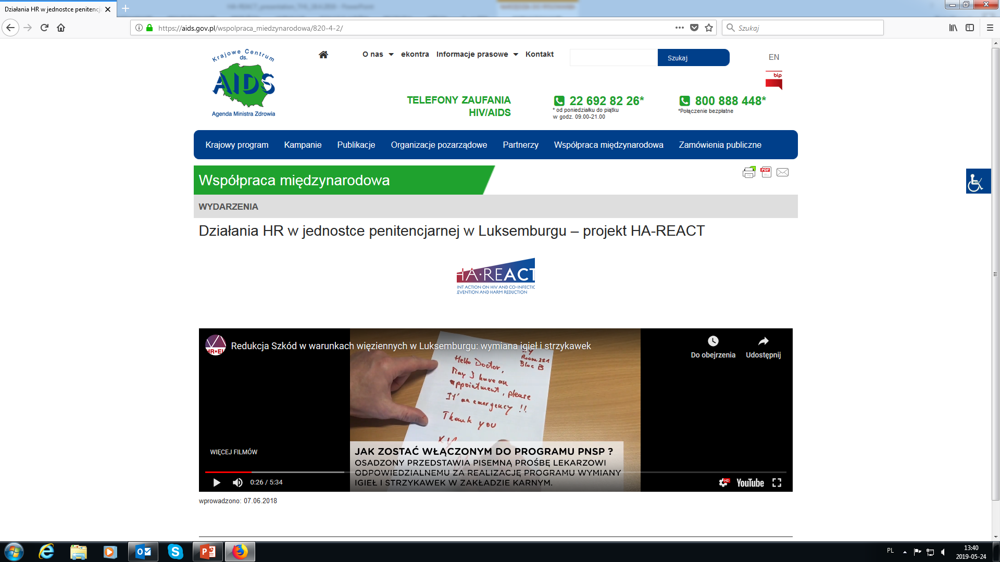 Działania HR w jednostce penitencj
https://aids.gov.pl/wspolpraca_miedzynarodowa/820-4-2/
Szukaj
Krajowe Centrum
ds.
AIDS
Agenda Ministra Zdrowia
O nas
ekontra
Informacje prasowe
Kontakt
Szukaj
EN
bip
TELEFONY ZAUFANIA
HIV/AIDS
22 692 82 26*
* od poniedziałku do piątku
w godz. 09.00-21.00
800 888 448*
*Połączenie bezpłatne
Krajowy program
Kampanie
Publikacje
Organizacje pozarządowe
Partnerzy
Współpraca międzynarodowa
Zamówienia publiczne
Współpraca międzynarodowa
PDF
WYDARZENIA
Działania HR w jednostce penitencjarnej w Luksemburgu – projekt HA-REACT
HA·REACT
INT ACTION ON HIV AND CO-INFECTIO
EVENTION AND HARM REDUCTION
Redukcja Szkód w warunkach więziennych w Luksemburgu: wymiana igieł i strzykawek
Do obejrzenia
Udostępnij
XY
Room 221
Bloc B
Hello Doctor,
May I have an
appointment, please
It' an emergency !!
Thank you
XY
JAK ZOSTAĆ WŁĄCZONYM DO PROGRAMU PNSP ?
OSADZONY PRZEDSTAWIA PISEMNĄ PROŚBĘ LEKARZOWI
ODPOWIEDZIALNEMU ZA REALIZACJĘ PROGRAMU WYMIANY
IGIEŁ I STRZYKAWEK W ZAKŁADZIE KARNYM.
WIĘCEJ FILMÓW
0:26 / 5:34
HD
YouTube
wprowadzono: 07.06.2018
PL
13:40
2019-05-24